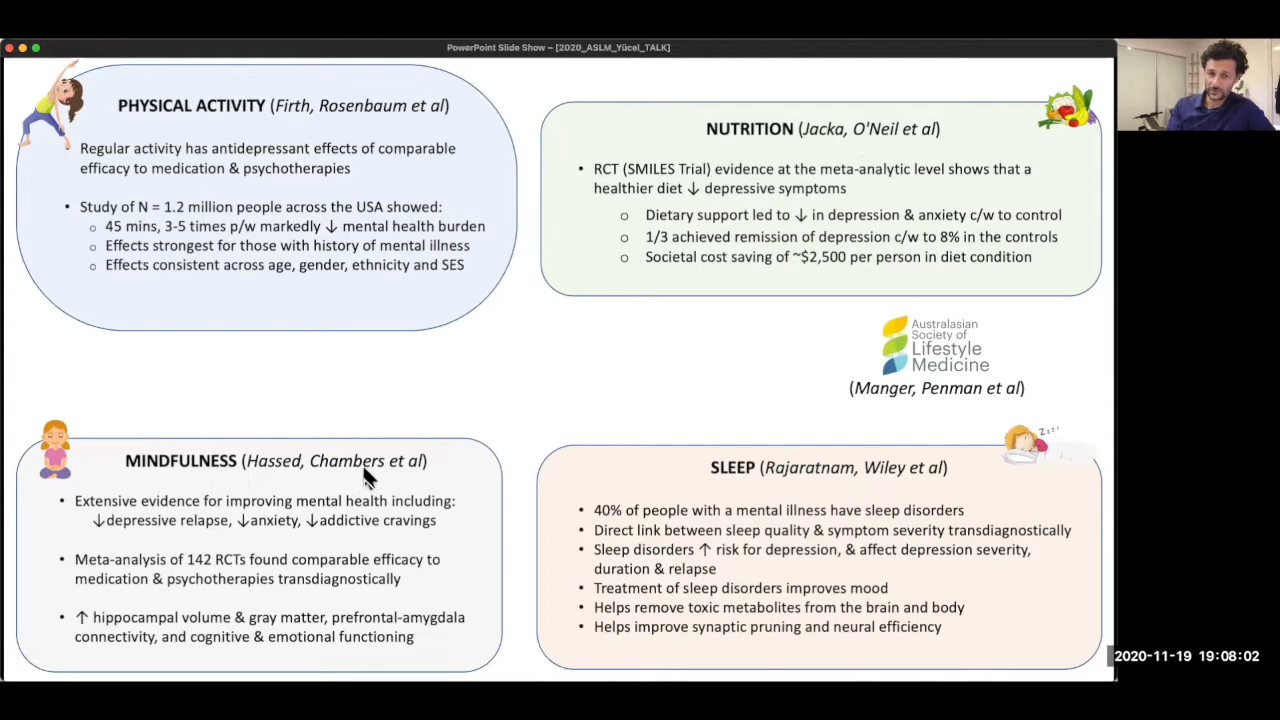 PowerPoint Slide Show ~ [2020_ASLM_Yücel_TALK]
PHYSICAL ACTIVITY (Firth, Rosenbaum et al)
Regular activity has antidepressant effects of comparable
efficacy to medication & psychotherapies
• Study of N = 1.2 million people across the USA showed:
○ 45 mins, 3-5 times p/w markedly ↓ mental health burden
○ Effects strongest for those with history of mental illness
○ Effects consistent across age, gender, ethnicity and SES
NUTRITION (Jacka, O'Neil et al)
• RCT (SMILES Trial) evidence at the meta-analytic level shows that a
healthier diet ↓ depressive symptoms
○ Dietary support led to ↓ in depression & anxiety c/w to control
○ 1/3 achieved remission of depression c/w to 8% in the controls
○ Societal cost saving of ~$2,500 per person in diet condition
Australasian
Society of
Lifestyle
Medicine
(Manger, Penman et al)
MINDFULNESS (Hassed, Chambers et al)
• Extensive evidence for improving mental health including:
↓depressive relapse, ↓anxiety, ↓addictive cravings
• Meta-analysis of 142 RCTs found comparable efficacy to
medication & psychotherapies transdiagnostically
• ↑ hippocampal volume & gray matter, prefrontal-amygdala
connectivity, and cognitive & emotional functioning
zzzz
SLEEP (Rajaratnam, Wiley et al)
• 40% of people with a mental illness have sleep disorders
• Direct link between sleep quality & symptom severity transdiagnostically
• Sleep disorders ↑ risk for depression, & affect depression severity,
duration & relapse
• Treatment of sleep disorders improves mood
• Helps remove toxic metabolites from the brain and body
• Helps improve synaptic pruning and neural efficiency
2020-11-19 19:08:02